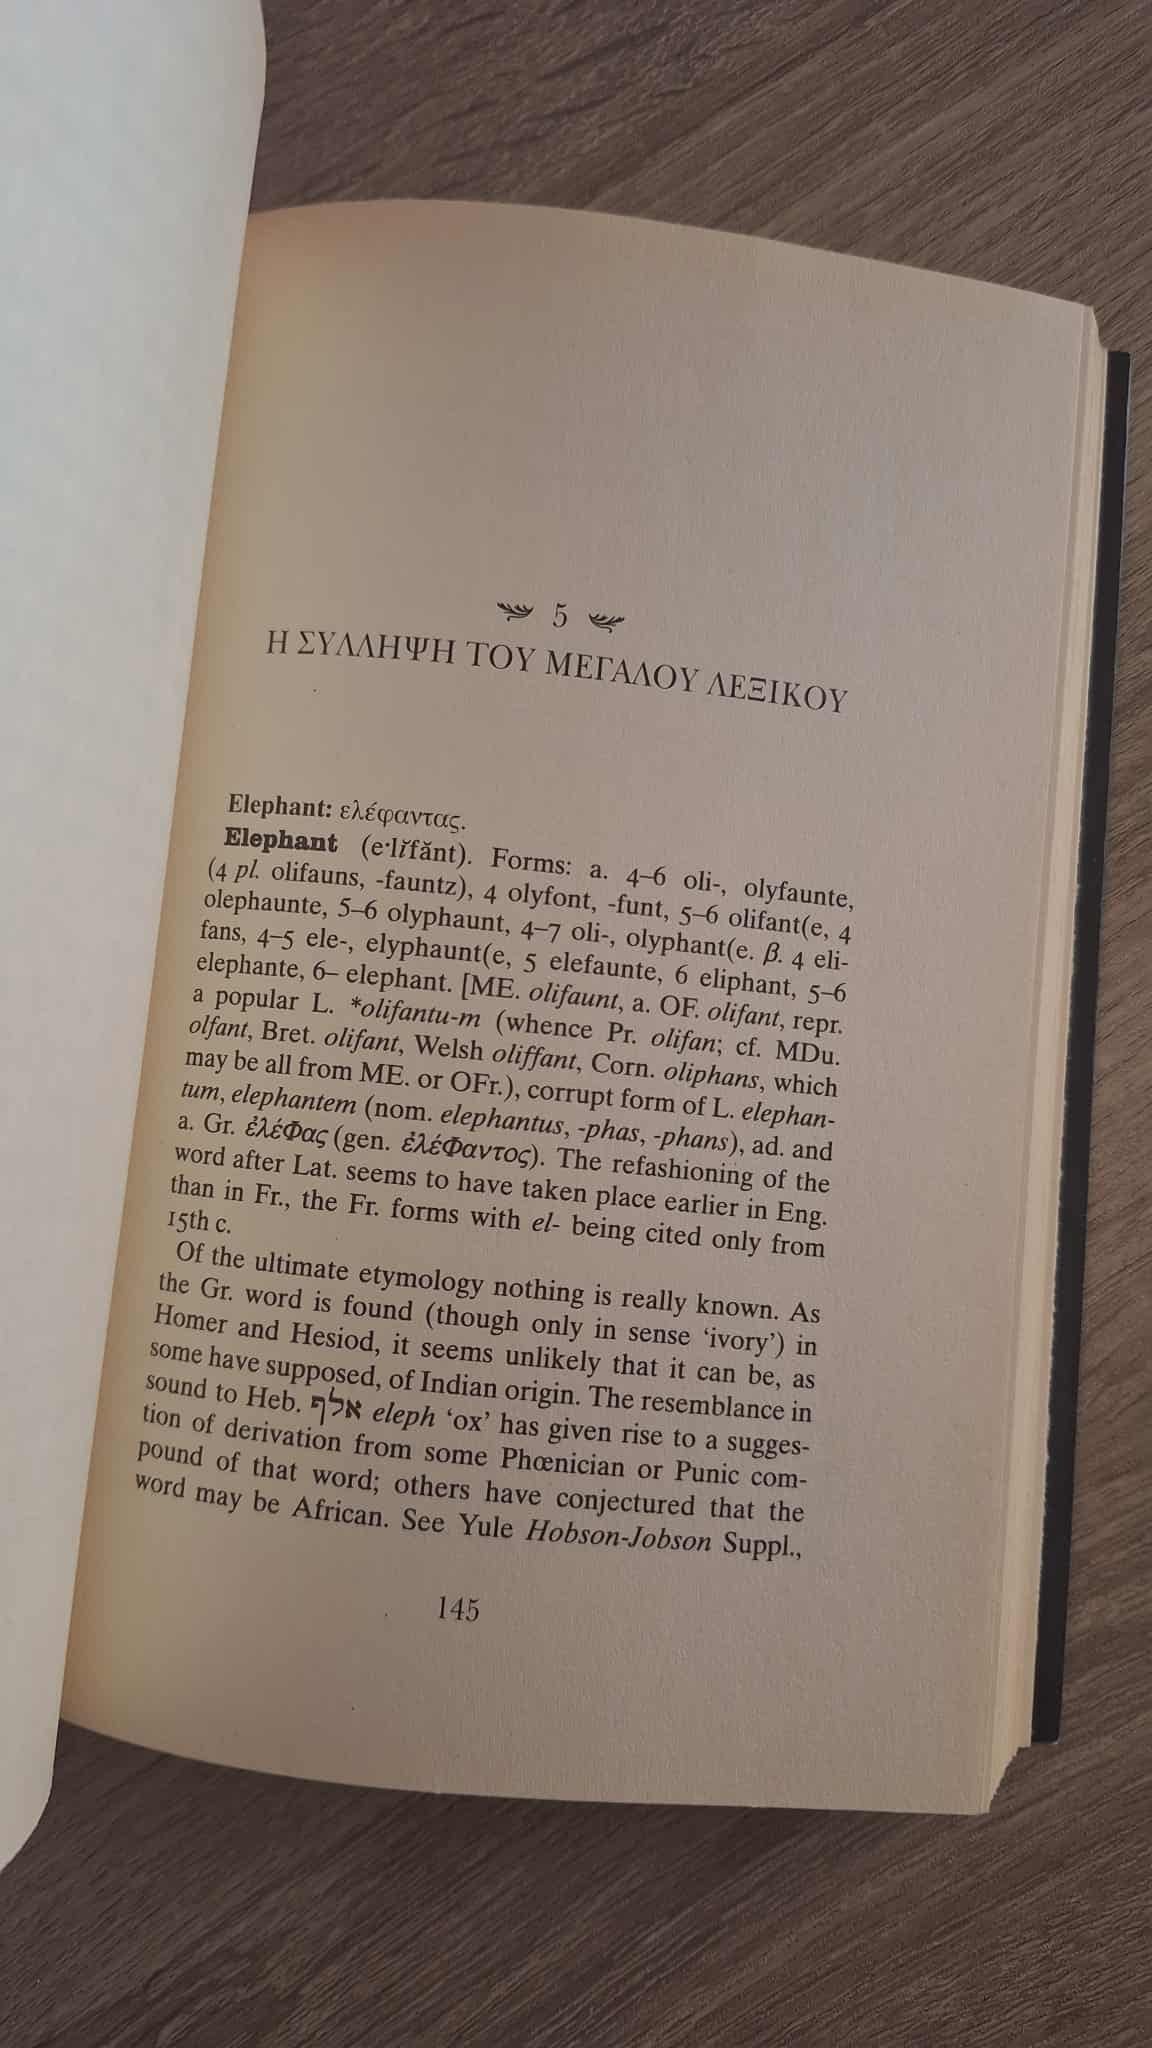 5
Η ΣΥΛΛΗΨΗ ΤΟΥ ΜΕΓΑΛΟΥ ΛΕΞΙΚΟΥ
Elephant: ελέφαντας.
Elephant (e·lĭfănt). Forms: a. 4–6 oli-, olyfaunte,
(4 pl. olifauns, -fauntz), 4 olyfont, -funt, 5–6 olifant(e, 4
olephaunte, 5–6 olyphaunt, 4–7 oli-, olyphant(e. β. 4 eli-
fans, 4–5 ele-, elyphaunt(e, 5 elefaunte, 6 eliphant, 5–6
elephante, 6– elephant. [ME. olifaunt, a. OF. olifant, repr.
a popular L. *olifantu-m (whence Pr. olifan; cf. MDu.
olfant, Bret. olifant, Welsh oliffant, Corn. oliphans, which
may be all from ME. or OFr.), corrupt form of L. elephan-
tum, elephantem (nom. elephantus, -phas, -phans), ad. and
a. Gr. ἐλέφας (gen. ἐλέφαντος). The refashioning of the
word after Lat. seems to have taken place earlier in Eng.
than in Fr., the Fr. forms with el- being cited only from
15th c.
Of the ultimate etymology nothing is really known. As
the Gr. word is found (though only in sense ‘ivory’) in
Homer and Hesiod, it seems unlikely that it can be, as
some have supposed, of Indian origin. The resemblance in
sound to Heb. אלף eleph ‘ox’ has given rise to a sugges-
tion of derivation from some Phœnician or Punic com-
pound of that word; others have conjectured that the
word may be African. See Yule Hobson-Jobson Suppl.,
145